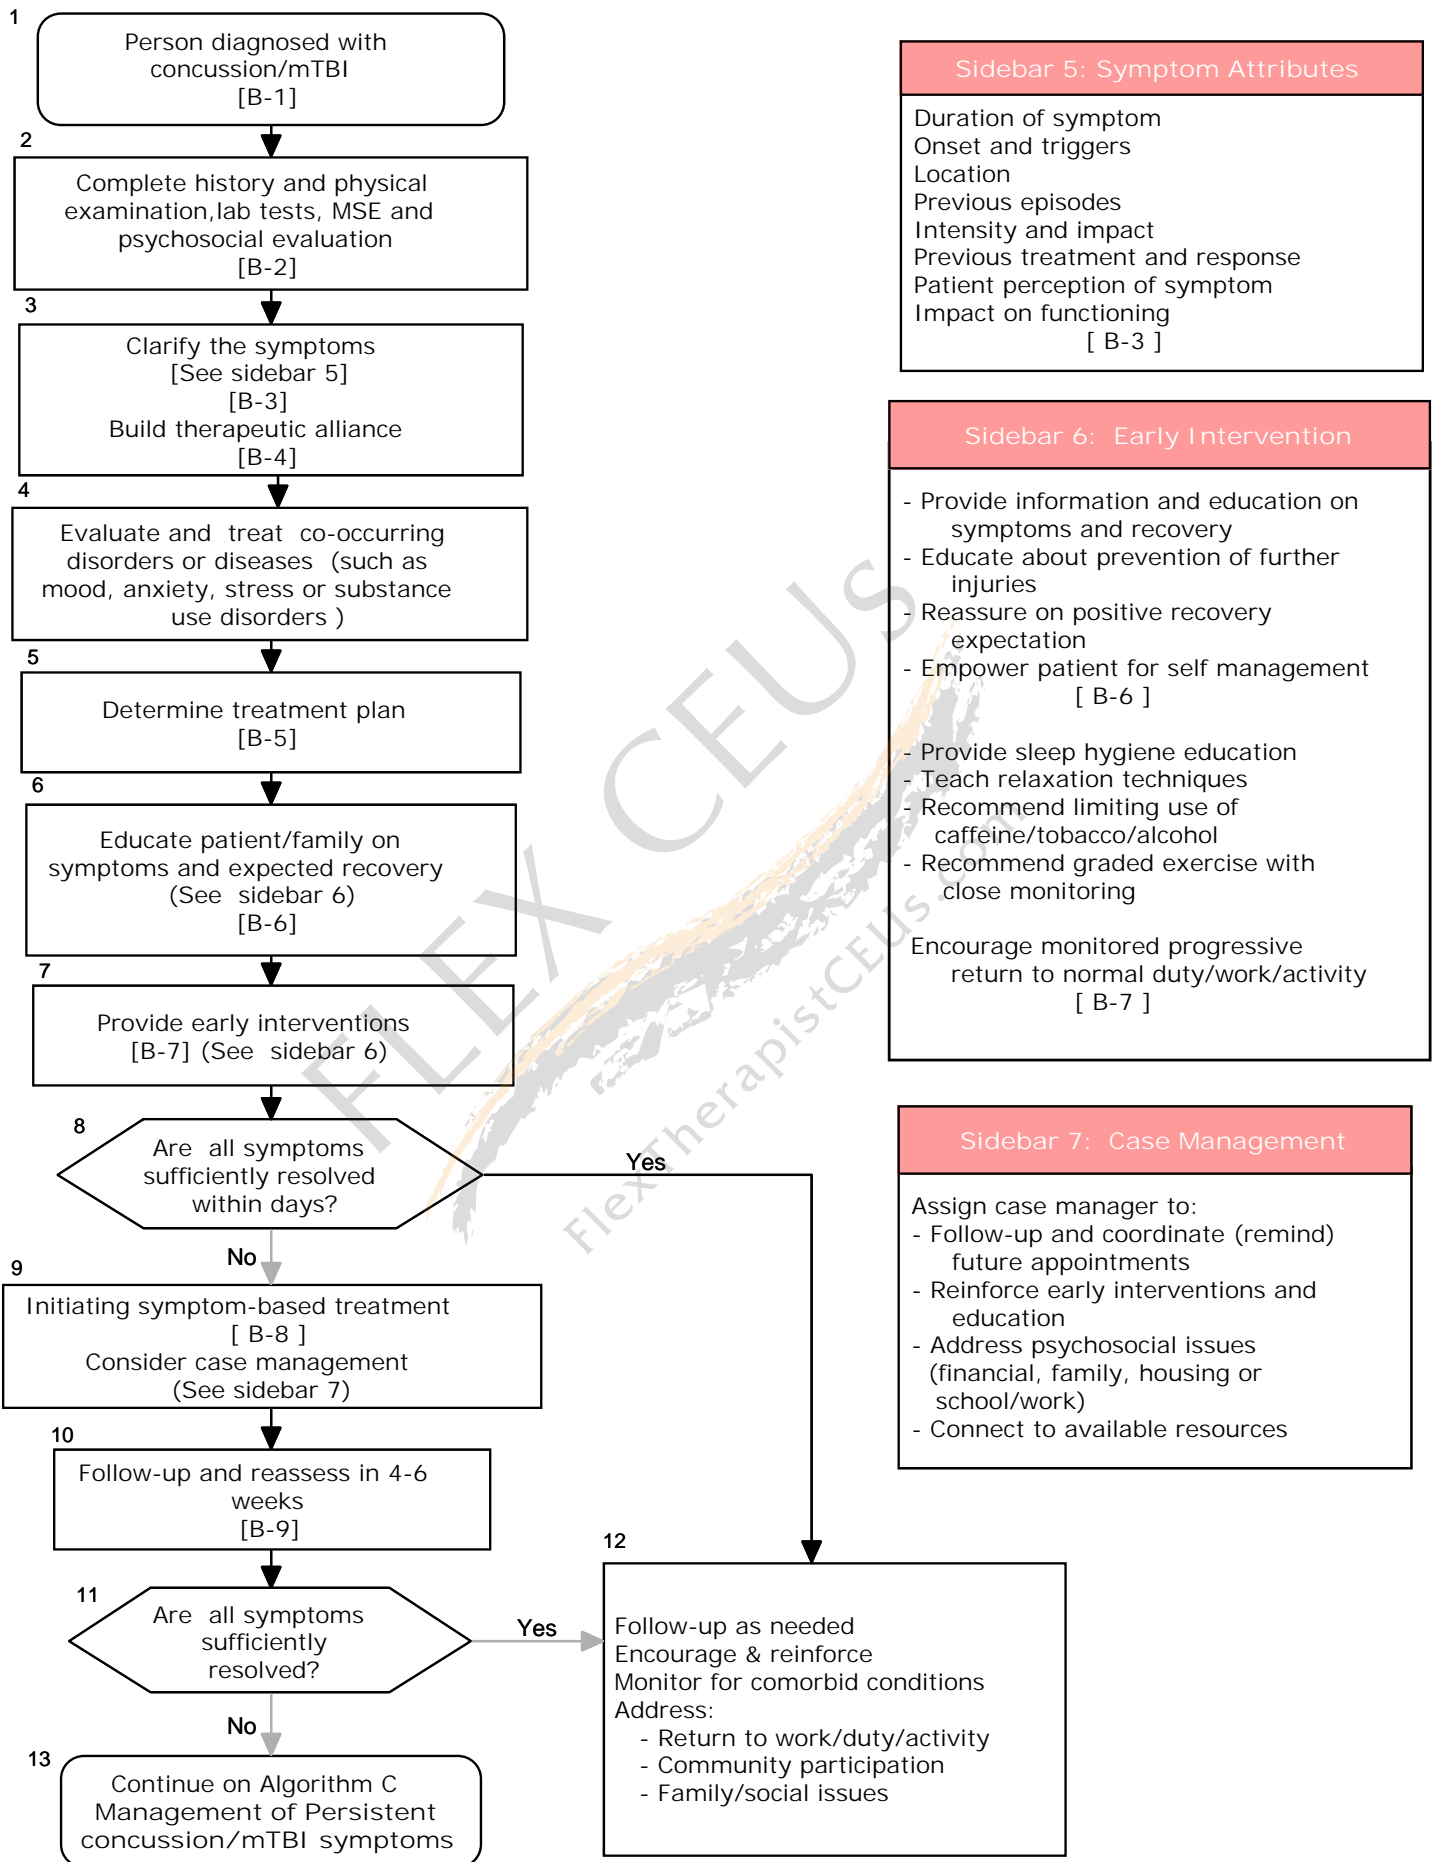 1
Person diagnosed with
concussion/mTBI
[B-1]
2
Complete history and physical
examination,lab tests, MSE and
psychosocial evaluation
[B-2]
3
Clarify the symptoms
[See sidebar 5]
[B-3]
Build therapeutic alliance
[B-4]
4
Evaluate and treat co-occurring
disorders or diseases (such as
mood, anxiety, stress or substance
use disorders )
5
Determine treatment plan
[B-5]
6
Educate patient/family on
symptoms and expected recovery
(See sidebar 6)
[B-6]
7
Provide early interventions
[B-7] (See sidebar 6)
8
Are all symptoms
sufficiently resolved
within days?
Yes
No
9
Initiating symptom-based treatment
[ B-8 ]
Consider case management
(See sidebar 7)
10
Follow-up and reassess in 4-6
weeks
[B-9]
11
Are all symptoms
sufficiently
resolved?
Yes
No
12
Follow-up as needed
Encourage & reinforce
Monitor for comorbid conditions
Address:
- Return to work/duty/activity
- Community participation
- Family/social issues
13
Continue on Algorithm C
Management of Persistent
concussion/mTBI symptoms
Sidebar 5: Symptom Attributes
Duration of symptom
Onset and triggers
Location
Previous episodes
Intensity and impact
Previous treatment and response
Patient perception of symptom
Impact on functioning
[ B-3 ]
Sidebar 6: Early Intervention
- Provide information and education on
symptoms and recovery
- Educate about prevention of further
injuries
- Reassure on positive recovery
expectation
- Empower patient for self management
[ B-6 ]
- Provide sleep hygiene education
- Teach relaxation techniques
- Recommend limiting use of
caffeine/tobacco/alcohol
- Recommend graded exercise with
close monitoring
Encourage monitored progressive
return to normal duty/work/activity
[ B-7 ]
Sidebar 7: Case Management
Assign case manager to:
- Follow-up and coordinate (remind)
future appointments
- Reinforce early interventions and
education
- Address psychosocial issues
(financial, family, housing or
school/work)
- Connect to available resources
FLEX CEUs
FlexTherapistCEUs.com